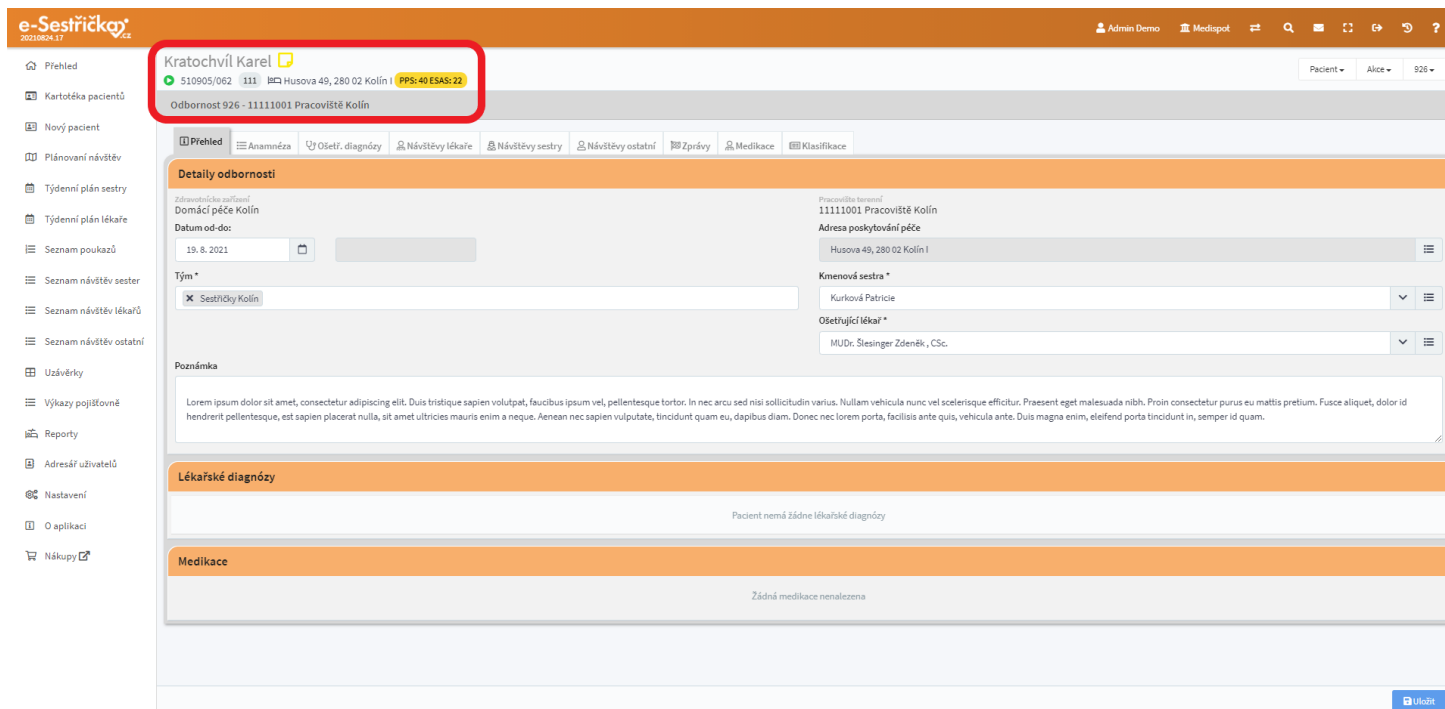 e-Sestřička.cz
20210824.17
Admin Demo
Medispot
?
Přehled
Kartotéka pacientů
Nový pacient
Plánovaní návštěv
Týdenní plán sestry
Týdenní plán lékaře
Seznam poukazů
Seznam návštěv sester
Seznam návštěv lékařů
Seznam návštěv ostatní
Uzávěrky
Výkazy pojišťovně
Reporty
Adresář uživatelů
Nastavení
O aplikaci
Nákupy
Kratochvíl Karel
510905/062 111 Husova 49, 280 02 Kolín I PPS: 40 ESAS: 22
Pacient Akce 926
Odbornost 926 - 11111001 Pracoviště Kolín
Přehled Anamnéza Ošetř. diagnózy Návštěvy lékaře Návštěvy sestry Návštěvy ostatní Zprávy Medikace Klasifikace
Detaily odbornosti
Zdravotnícke zařízení
Domácí péče Kolín
Pracovište terenní
11111001 Pracoviště Kolín
Datum od-do:
19. 8. 2021
Adresa poskytování péče
Husova 49, 280 02 Kolín I
Tým *
Sestřičky Kolín
Kmenová sestra *
Kurková Patricie
Ošetřující lékař *
MUDr. Šlesinger Zdeněk , CSc.
Poznámka
Lorem ipsum dolor sit amet, consectetur adipiscing elit. Duis tristique sapien volutpat, faucibus ipsum vel, pellentesque tortor. In nec arcu sed nisi sollicitudin varius. Nullam vehicula nunc vel scelerisque efficitur. Praesent eget malesuada nibh. Proin consectetur purus eu mattis pretium. Fusce aliquet, dolor id
hendrerit pellentesque, est sapien placerat nulla, sit amet ultricies mauris enim a neque. Aenean nec sapien vulputate, tincidunt quam eu, dapibus diam. Donec nec lorem porta, facilisis ante quis, vehicula ante. Duis magna enim, eleifend porta tincidunt in, semper id quam.
Lékařské diagnózy
Pacient nemá žádne lékařské diagnózy
Medikace
Žádná medikace nenalezena
Uložit